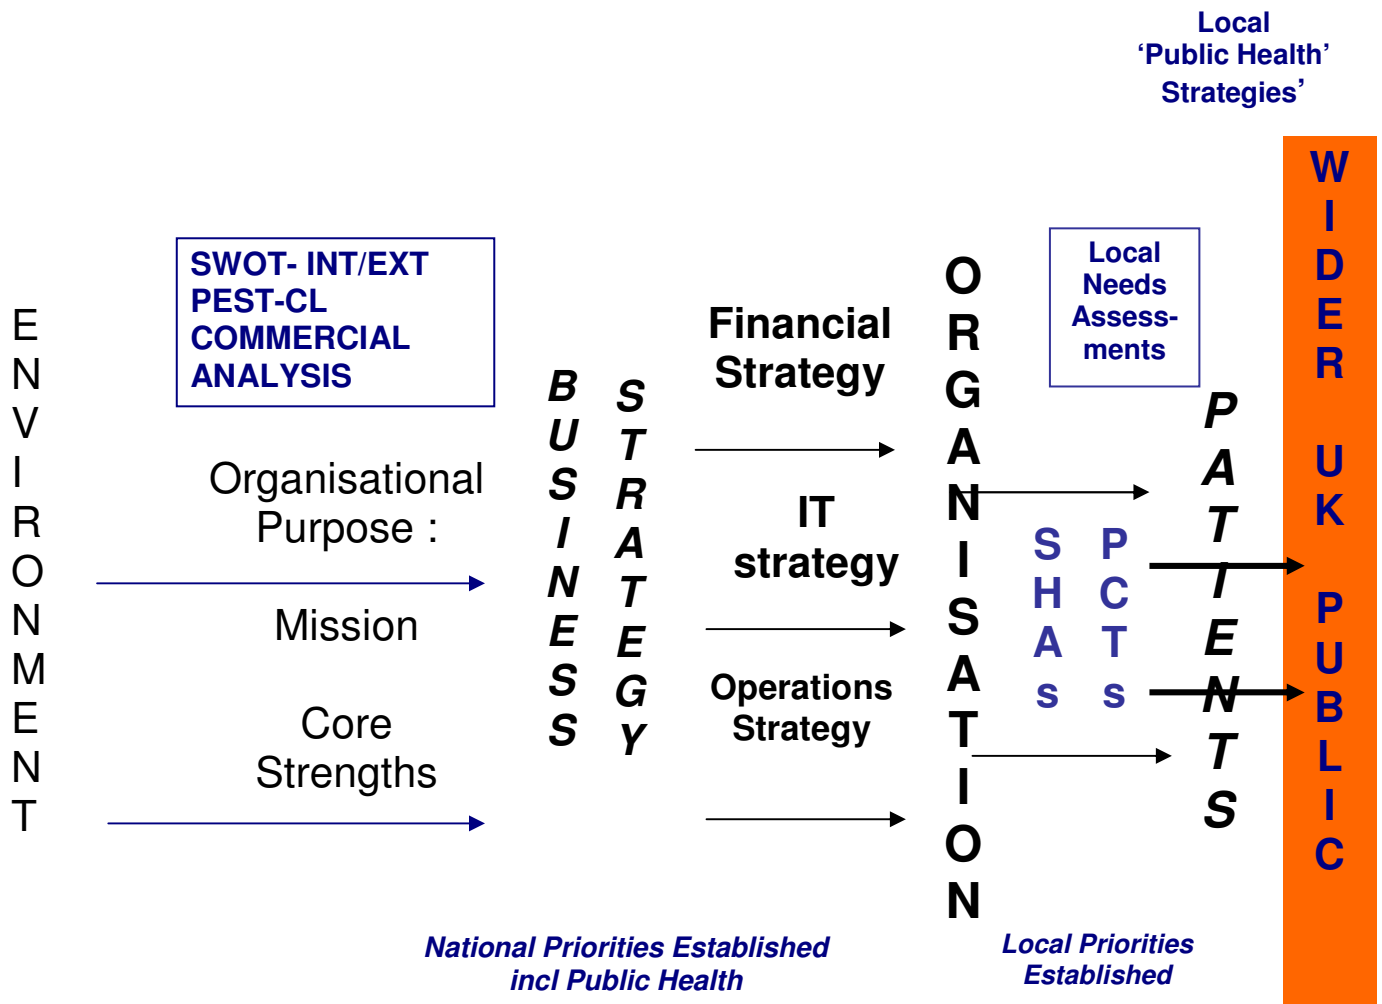 Local
‘Public Health’
Strategies’
ENVIRONMENT
SWOT- INT/EXT
PEST-CL
COMMERCIAL
ANALYSIS
Organisational
Purpose :
Mission
Core
Strengths
BUSINESS
STRATEGY
Financial
Strategy
IT
strategy
Operations
Strategy
ORGANISATION
Local
Needs
Assess-
ments
SHAs
PCTs
PATIENTS
WIDER UK PUBLIC
National Priorities Established
incl Public Health
Local Priorities
Established